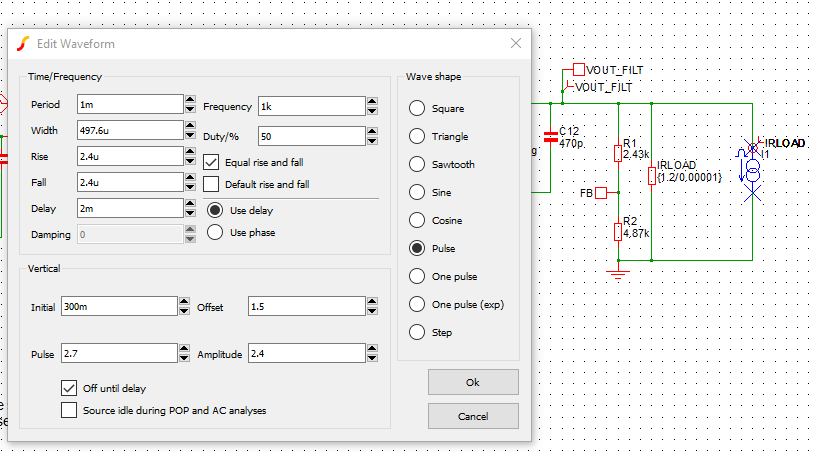 Edit Waveform
Time/Frequency
Period 1m Frequency 1k
Width 497.6u Duty/% 50
Rise 2.4u Equal rise and fall
Fall 2.4u Default rise and fall
Delay 2m Use delay
Damping 0 Use phase
Vertical
Initial 300m Offset 1.5
Pulse 2.7 Amplitude 2.4
Off until delay
Source idle during POP and AC analyses
Wave shape
Square
Triangle
Sawtooth
Sine
Cosine
Pulse
One pulse
One pulse (exp)
Step
Ok
Cancel
VOUT_FILT
VOUT_FILT
C12
470p
g
R1
2.43k
IRLOAD
{1.2/0.00001}
IRLOAD
I1
FB
R2
4.87k
e
se